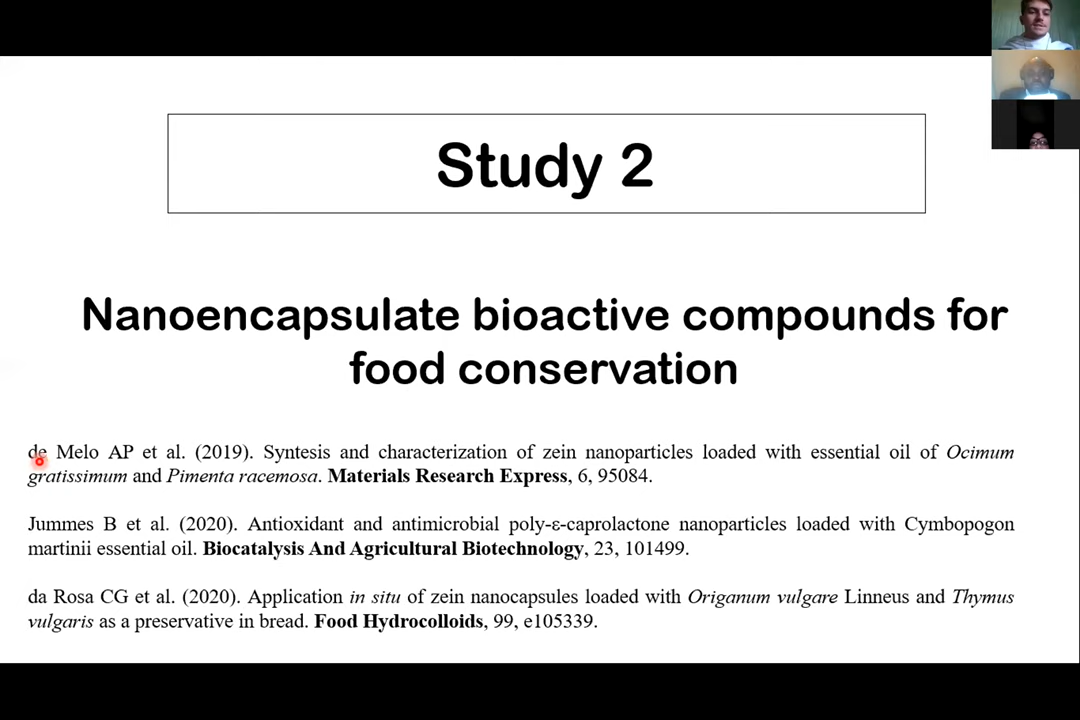 Study 2
Nanoencapsulate bioactive compounds for
food conservation
de Melo AP et al. (2019). Syntesis and characterization of zein nanoparticles loaded with essential oil of Ocimum
gratissimum and Pimenta racemosa. Materials Research Express, 6, 95084.
Jummes B et al. (2020). Antioxidant and antimicrobial poly-ε-caprolactone nanoparticles loaded with Cymbopogon
martinii essential oil. Biocatalysis And Agricultural Biotechnology, 23, 101499.
da Rosa CG et al. (2020). Application in situ of zein nanocapsules loaded with Origanum vulgare Linneus and Thymus
vulgaris as a preservative in bread. Food Hydrocolloids, 99, e105339.